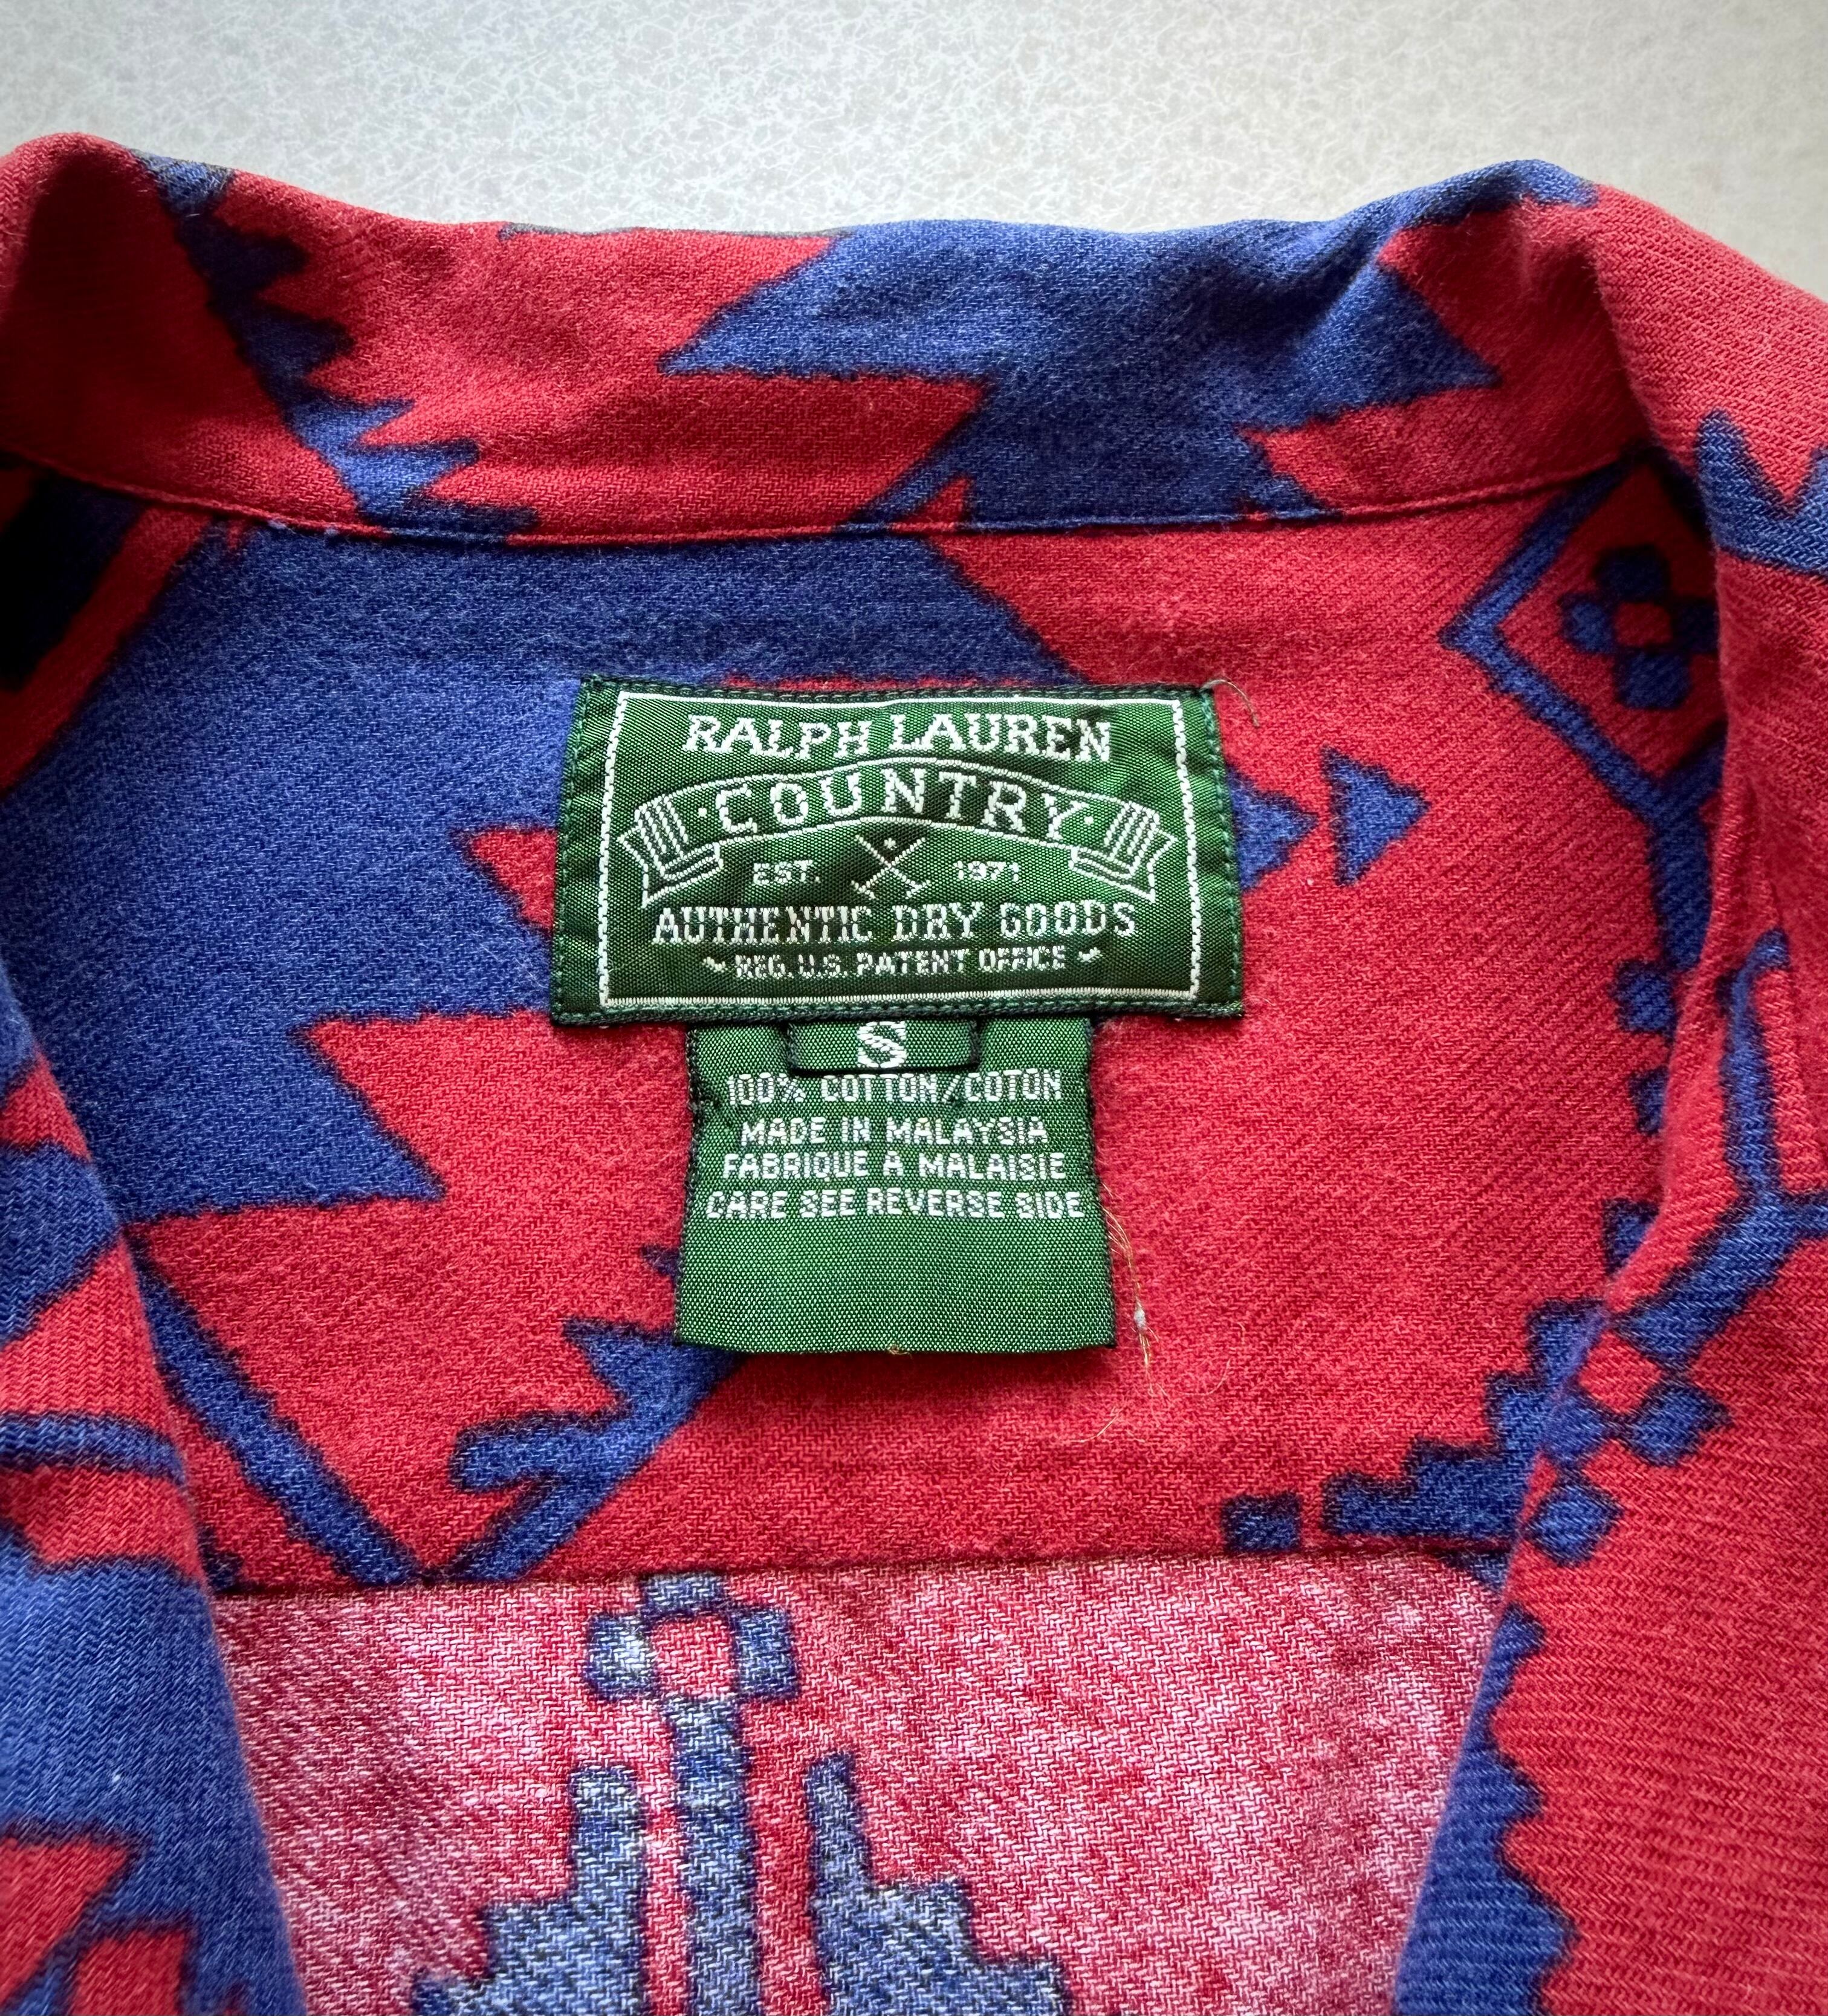 RALPH LAUREN
·COUNTRY·
EST. 1971
AUTHENTIC DRY GOODS
REG. U.S. PATENT OFFICE
S
100% COTTON/COTON
MADE IN MALAYSIA
FABRIQUE A MALAISIE
CARE SEE REVERSE SIDE